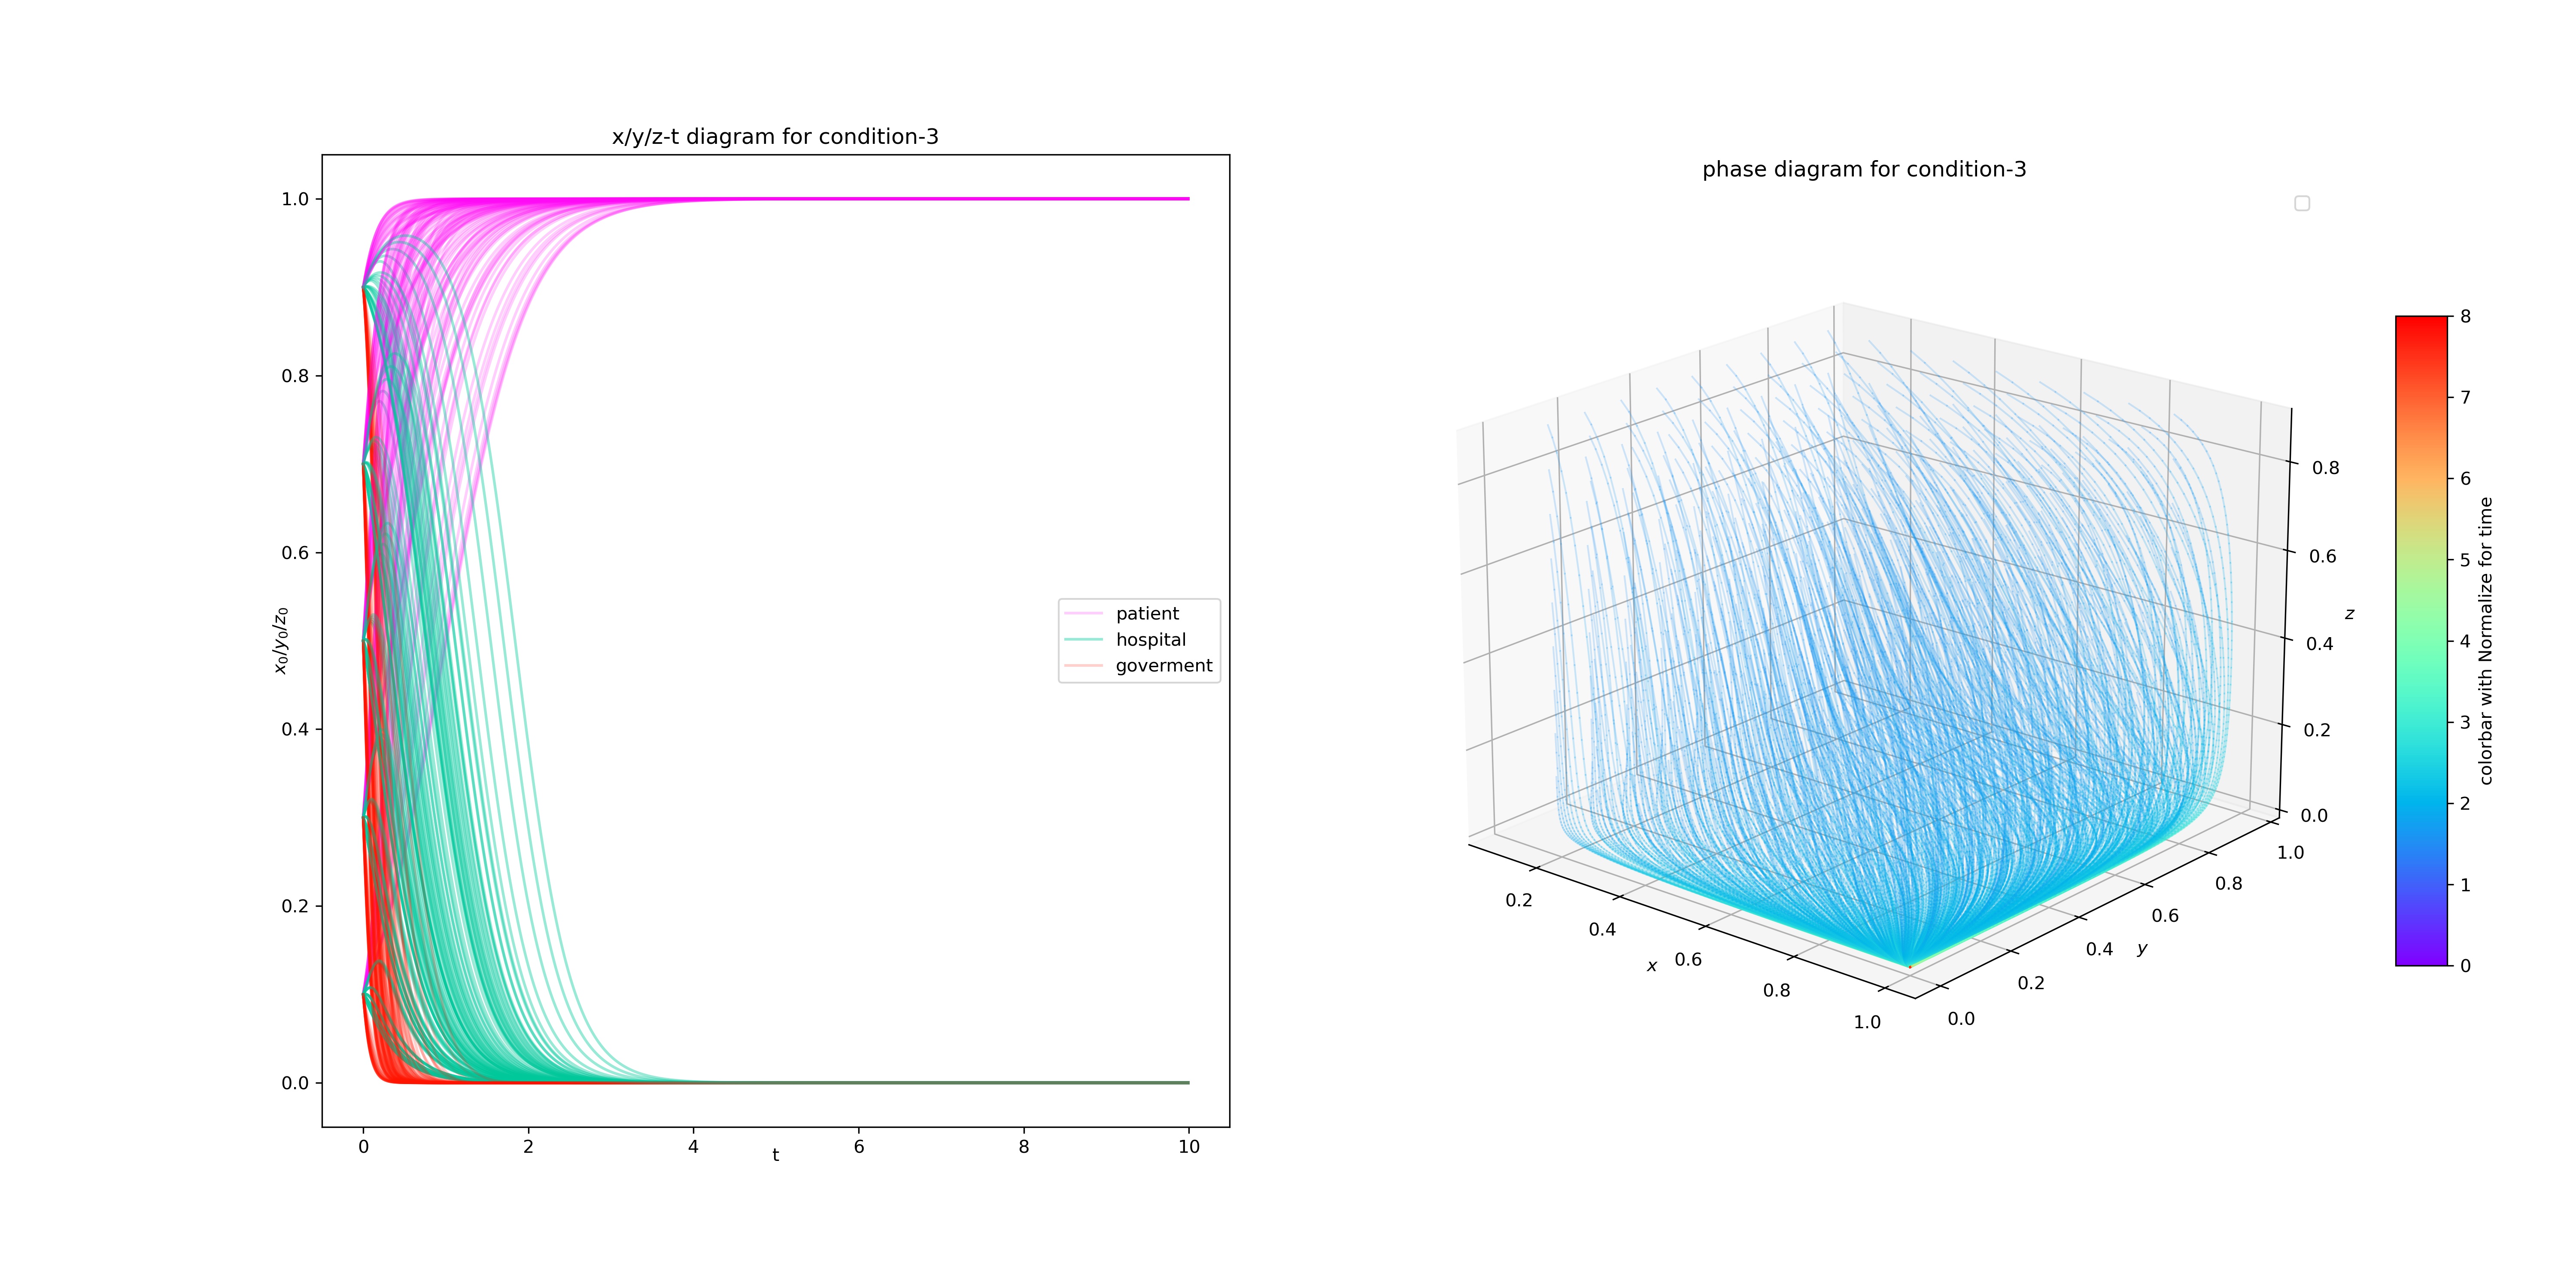 x/y/z-t diagram for condition-3
1.0
0.8
0.6
0.4
0.2
0.0
x₀/y₀/z₀
0 2 4 6 8 10
t
patient
hospital
goverment
phase diagram for condition-3
0.8
0.6
0.4
0.2
0.0
z
0.2
0.4
0.6
0.8
1.0
x
0.0
0.2
0.4
0.6
0.8
1.0
y
8
7
6
5
4
3
2
1
0
colorbar with Normalize for time